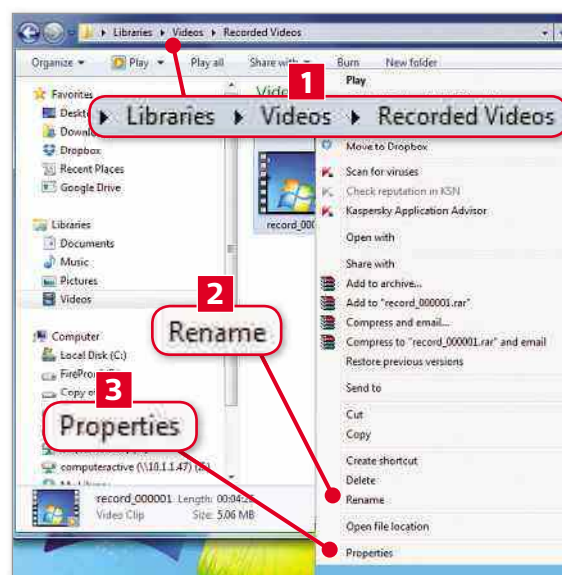 Libraries ▸ Videos ▸ Recorded Videos
Organize ▾ Play ▾ Play all Share with ▾ Burn New folder
1
Libraries ▸ Videos ▸ Recorded Videos
Favorites
Dropbox
Recent Places
Google Drive
Libraries
Documents
Music
Pictures
Videos
Computer
Local Disk (C:)
Copy
computeractive (\\10.1.1.47)
2
Rename
3
Properties
record_000001 Length: 00:04:26
Video Clip Size: 5.06 MB
Play
Move to Dropbox
Scan for viruses
Check reputation in KSN
Kaspersky Application Advisor
Open with
Share with
Add to archive...
Add to "record_000001.rar"
Compress and email...
Compress to "record_000001.rar" and email
Restore previous versions
Send to
Cut
Copy
Create shortcut
Delete
Rename
Open file location
Properties